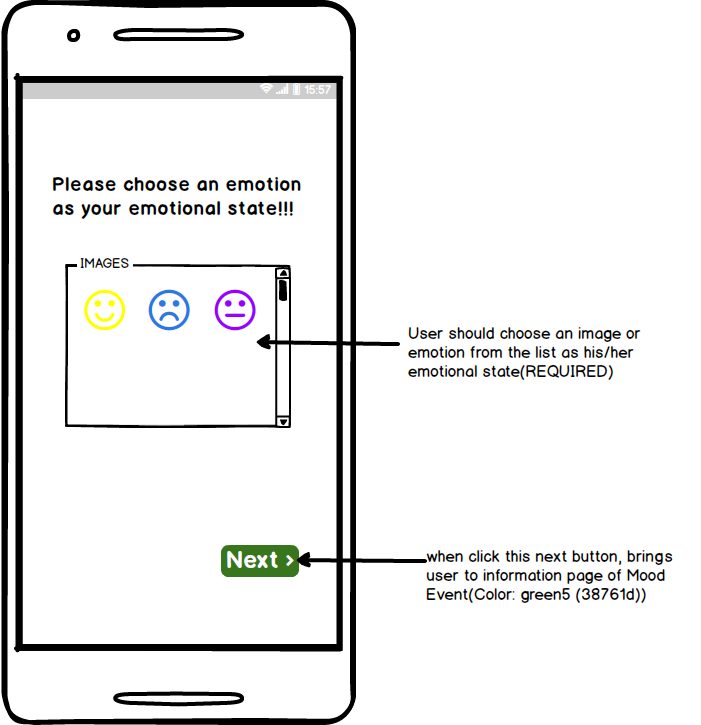 15:57
Please choose an emotion
as your emotional state!!!
IMAGES
User should choose an image or
emotion from the list as his/her
emotional state(REQUIRED)
Next ›
when click this next button, brings
user to information page of Mood
Event(Color: green5 (38761d))